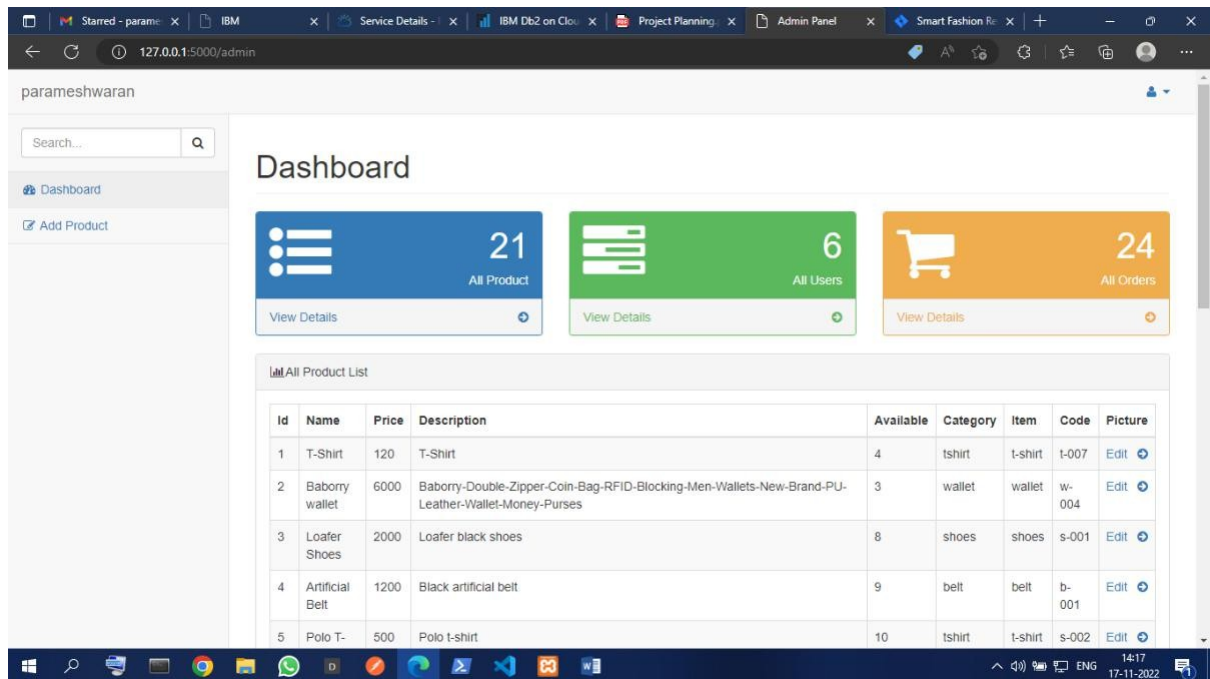 Starred - parame
IBM
Service Details -
IBM Db2 on Clou
Project Planning
Admin Panel
Smart Fashion Re
127.0.0.1:5000/admin
parameshwaran
Search...
Dashboard
Add Product
Dashboard
21
All Product
View Details
6
All Users
View Details
24
All Orders
View Details
All Product List
Id Name Price Description Available Category Item Code Picture
1 T-Shirt 120 T-Shirt 4 tshirt t-shirt t-007 Edit
2 Baborry 6000 Baborry-Double-Zipper-Coin-Bag-RFID-Blocking-Men-Wallets-New-Brand-PU- 3 wallet wallet w- Edit
wallet Leather-Wallet-Money-Purses 004
3 Loafer 2000 Loafer black shoes 8 shoes shoes s-001 Edit
Shoes
4 Artificial 1200 Black artificial belt 9 belt belt b- Edit
Belt 001
5 Polo T- 500 Polo t-shirt 10 tshirt t-shirt s-002 Edit
ENG
14:17
17-11-2022